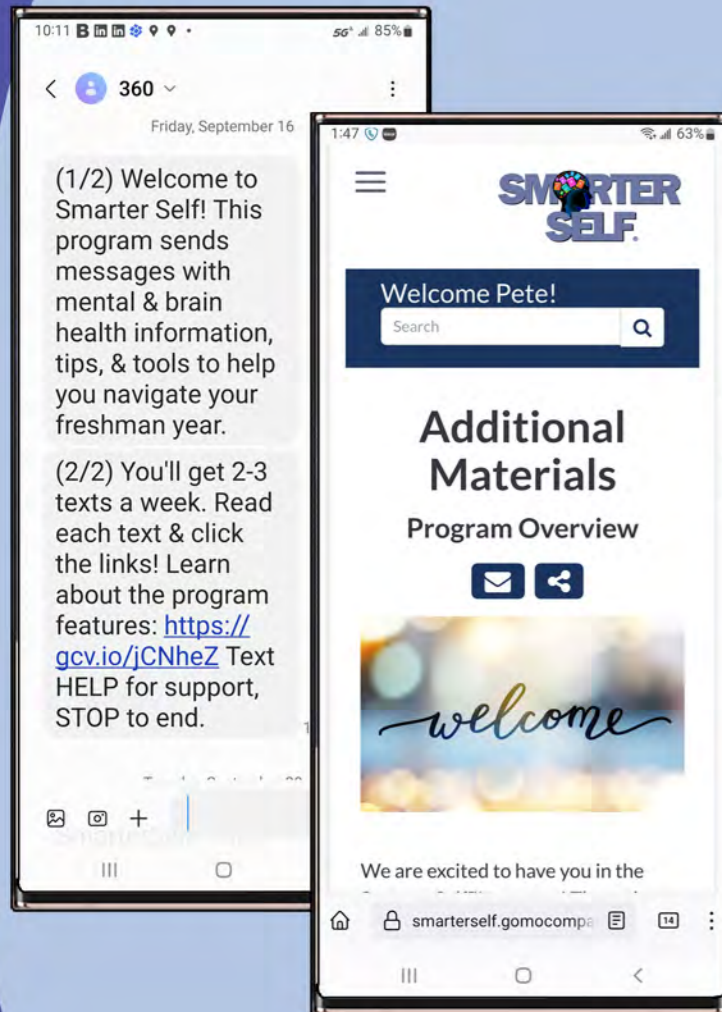 10:11
5G+ 85%
360
Friday, September 16
(1/2) Welcome to
Smarter Self! This
program sends
messages with
mental & brain
health information,
tips, & tools to help
you navigate your
freshman year.
(2/2) You'll get 2-3
texts a week. Read
each text & click
the links! Learn
about the program
features: https://
gcv.io/jCNheZ Text
HELP for support,
STOP to end.
1:47
63%
SMARTER
SELF®
Welcome Pete!
Search
Additional
Materials
Program Overview
welcome
We are excited to have you in the
smarterself.gomocompa
14